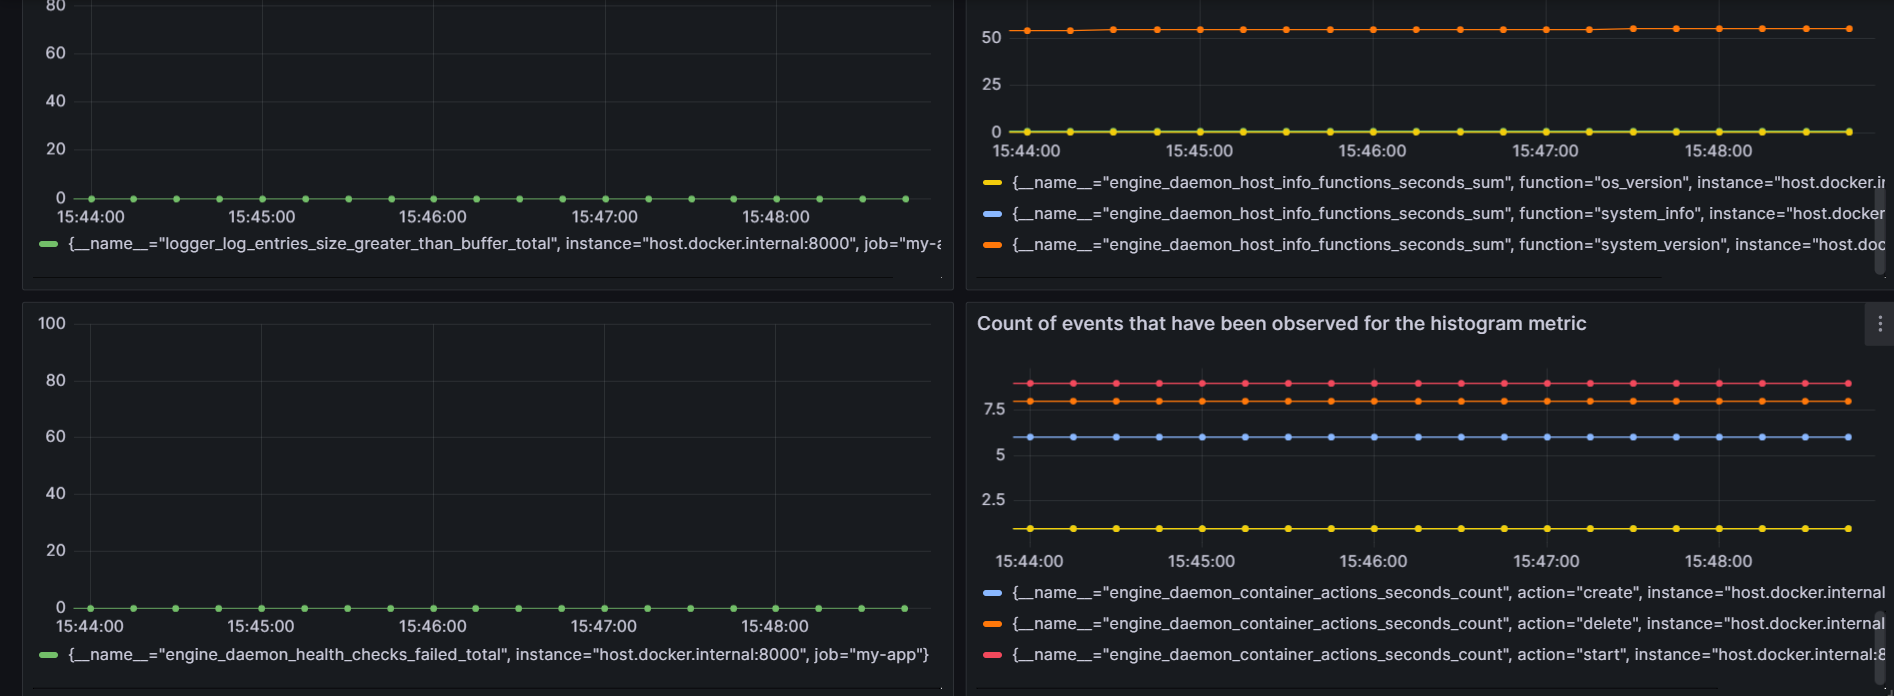 80
60
40
20
0
15:44:00 15:45:00 15:46:00 15:47:00 15:48:00
{__name__="logger_log_entries_size_greater_than_buffer_total", instance="host.docker.internal:8000", job="my-a
50
25
0
15:44:00 15:45:00 15:46:00 15:47:00 15:48:00
{__name__="engine_daemon_host_info_functions_seconds_sum", function="os_version", instance="host.docker.ir
{__name__="engine_daemon_host_info_functions_seconds_sum", function="system_info", instance="host.docker
{__name__="engine_daemon_host_info_functions_seconds_sum", function="system_version", instance="host.doc
100
80
60
40
20
0
15:44:00 15:45:00 15:46:00 15:47:00 15:48:00
{__name__="engine_daemon_health_checks_failed_total", instance="host.docker.internal:8000", job="my-app"}
Count of events that have been observed for the histogram metric
7.5
5
2.5
15:44:00 15:45:00 15:46:00 15:47:00 15:48:00
{__name__="engine_daemon_container_actions_seconds_count", action="create", instance="host.docker.internal
{__name__="engine_daemon_container_actions_seconds_count", action="delete", instance="host.docker.internal
{__name__="engine_daemon_container_actions_seconds_count", action="start", instance="host.docker.internal:8